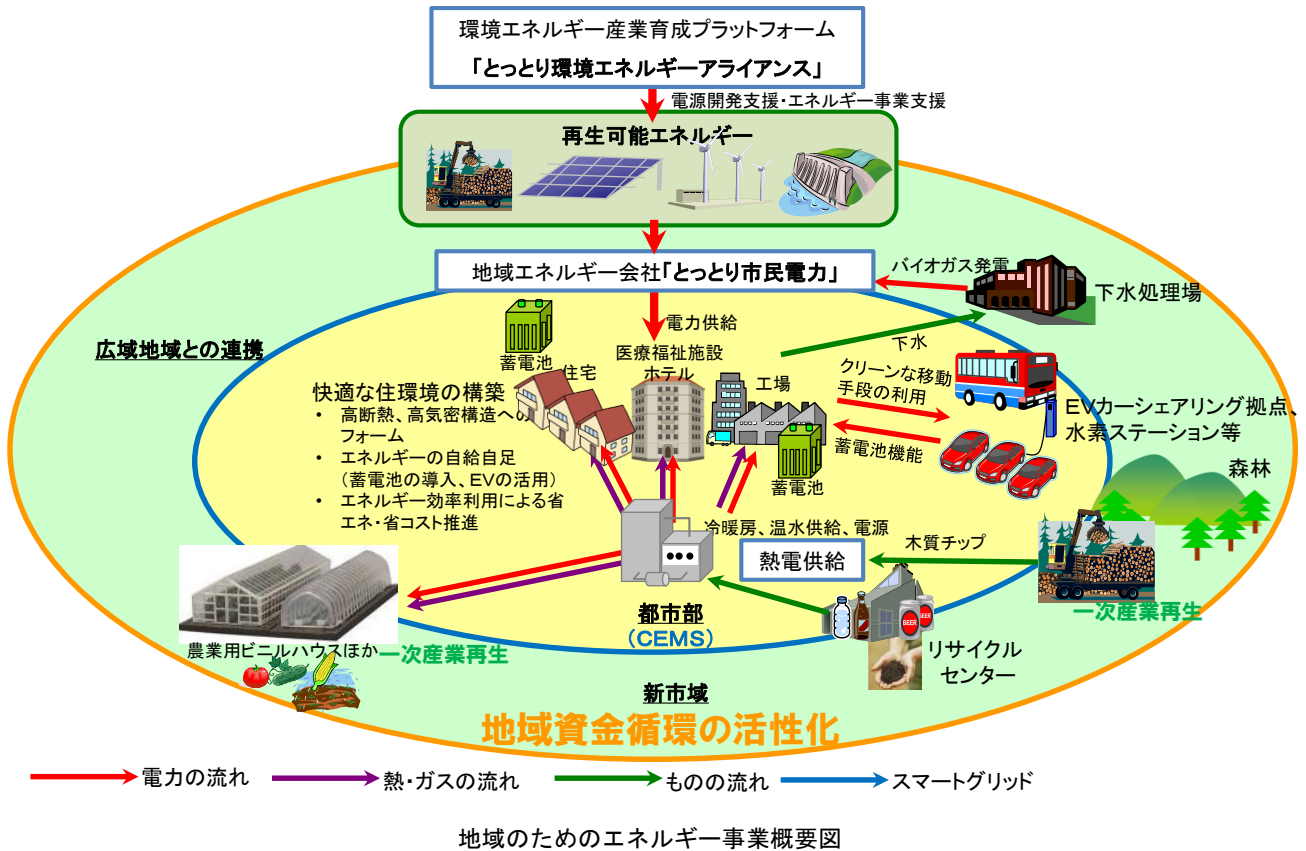 環境エネルギー産業育成プラットフォーム
「とっとり環境エネルギーアライアンス」
電源開発支援・エネルギー事業支援
再生可能エネルギー
地域エネルギー会社「とっとり市民電力」
バイオガス発電
下水処理場
広域地域との連携
電力供給
下水
蓄電池
住宅
医療福祉施設
ホテル
工場
クリーンな移動
手段の利用
EVカーシェアリング拠点、
水素ステーション等
蓄電池機能
蓄電池
快適な住環境の構築
• 高断熱、高気密構造への
フォーム
• エネルギーの自給自足
（蓄電池の導入、EVの活用）
• エネルギー効率利用による省
エネ・省コスト推進
森林
冷暖房、温水供給、電源
熱電供給
木質チップ
一次産業再生
都市部
（CEMS）
農業用ビニルハウスほか
一次産業再生
BEER
BEER
リサイクル
センター
新市域
地域資金循環の活性化
電力の流れ
熱・ガスの流れ
ものの流れ
スマートグリッド
地域のためのエネルギー事業概要図